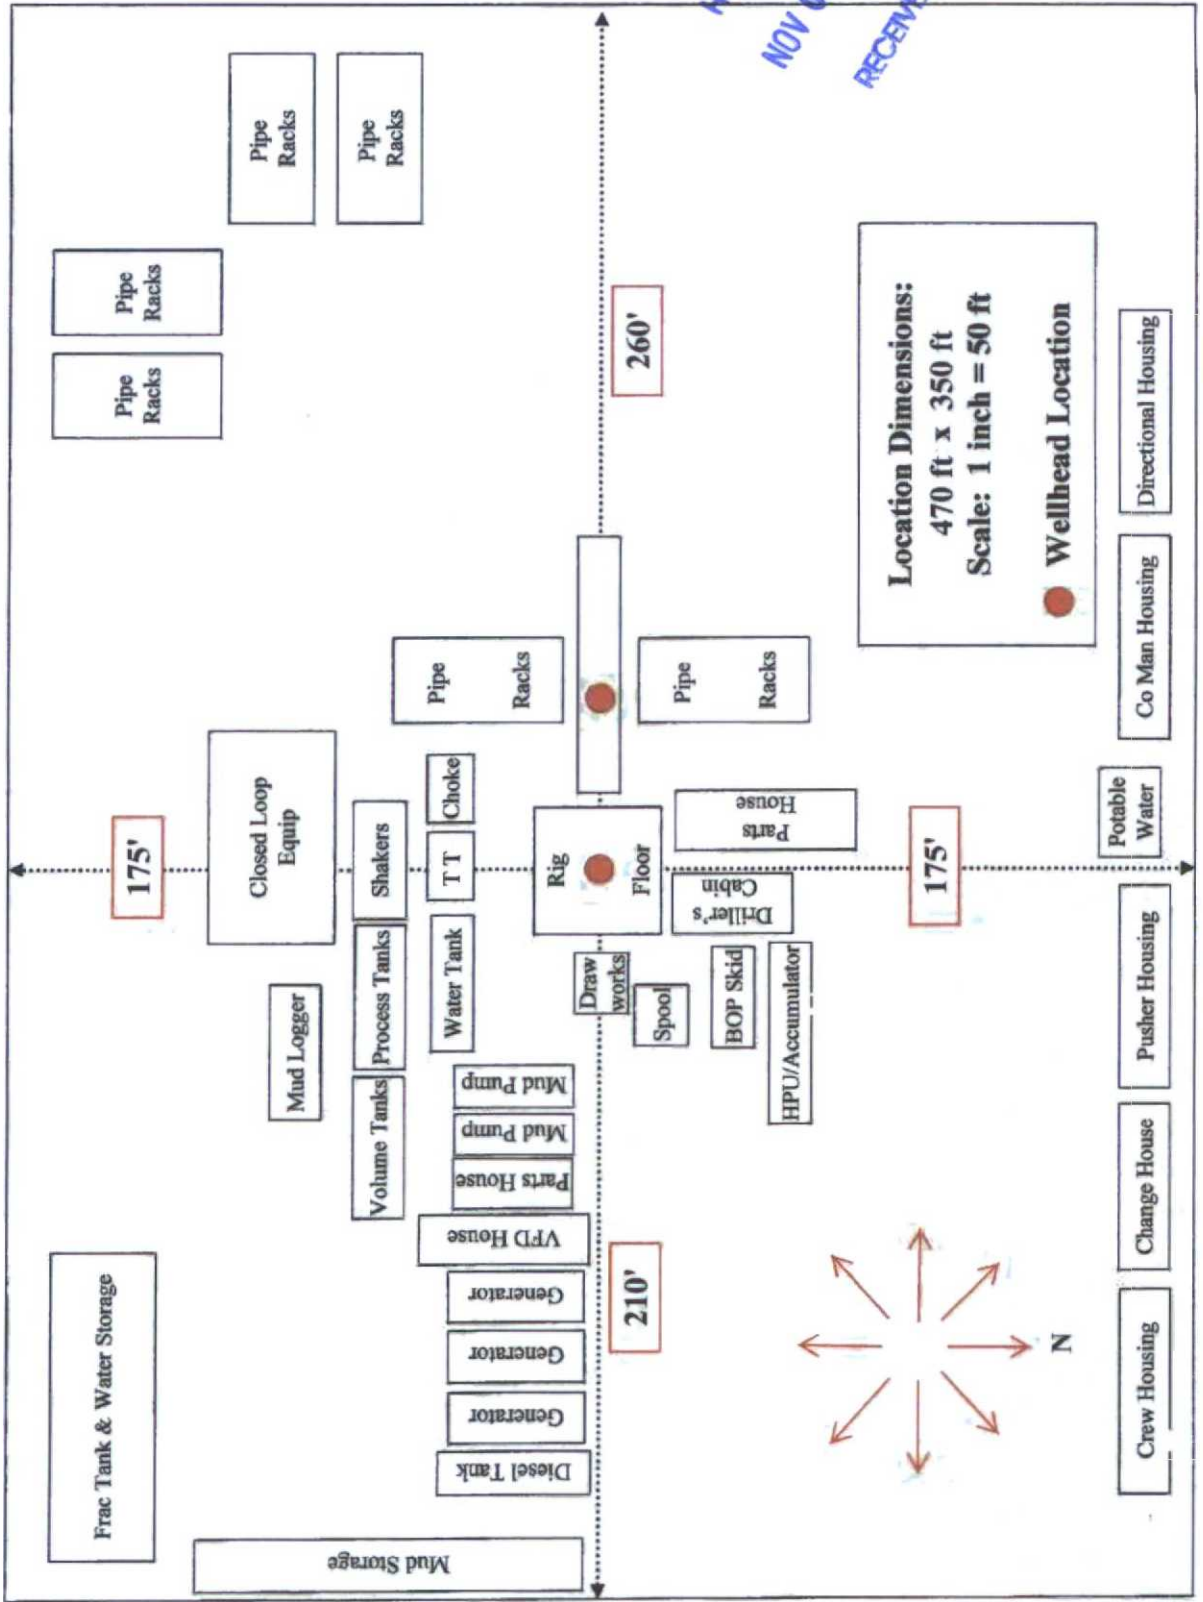 NOV
Frac Tank & Water Storage
Pipe
Racks
Pipe
Racks
Pipe
Racks
Pipe
Racks
175'
Closed Loop
Equip
Mud Logger
Volume Tanks
Process Tanks
Shakers
Water Tank
T T
Choke
Pipe
Racks
Mud Storage
Diesel Tank
Generator
Generator
Generator
VFD House
Parts House
Mud Pump
Mud Pump
Draw
works
Rig
Floor
210'
260'
Spool
BOP Skid
HPU/Accumulator
Driller's
Cabin
Parts
House
Pipe
Racks
175'
N
Location Dimensions:
470 ft x 350 ft
Scale: 1 inch = 50 ft
Wellhead Location
Crew Housing
Change House
Pusher Housing
Potable
Water
Co Man Housing
Directional Housing